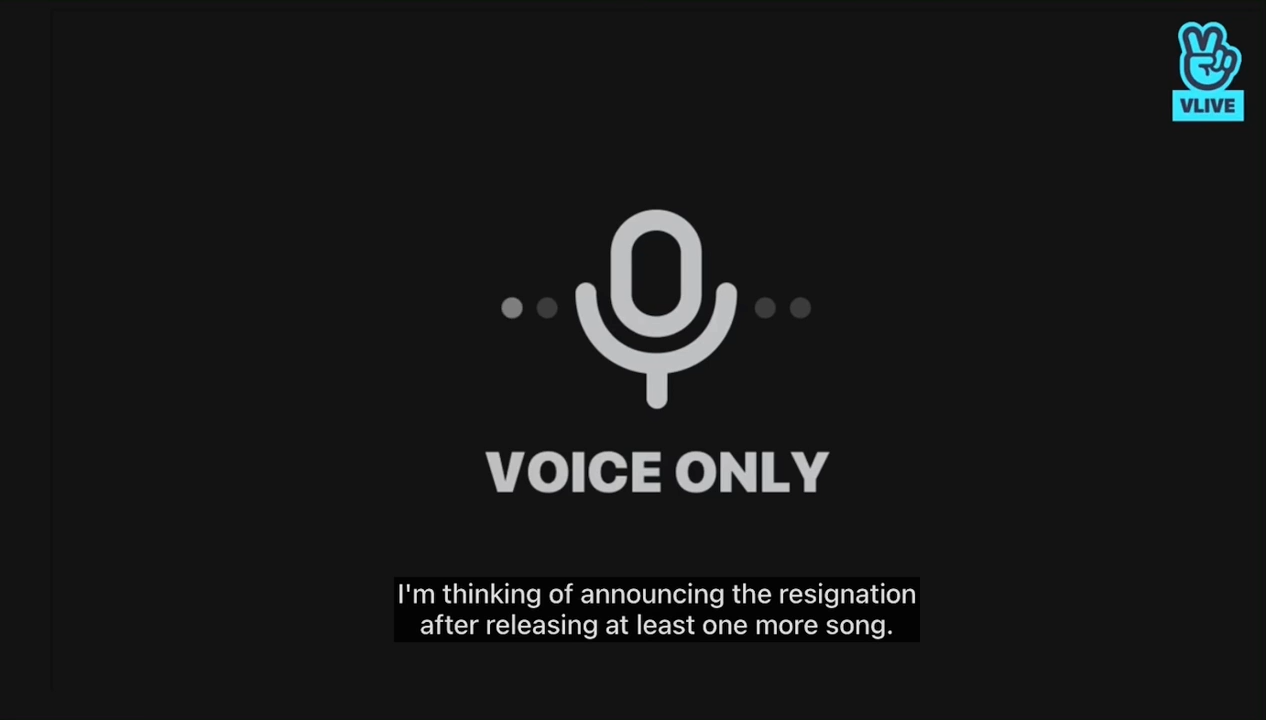 VLIVE
VOICE ONLY
I'm thinking of announcing the resignation
after releasing at least one more song.